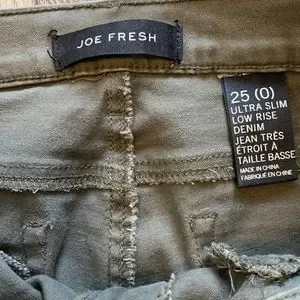 JOE FRESH
25 (0)
ULTRA SLIM
LOW RISE
DENIM
JEAN TRÈS
ÉTROIT À
TAILLE BASSE
MADE IN CHINA
FABRIQUÉ EN CHINE